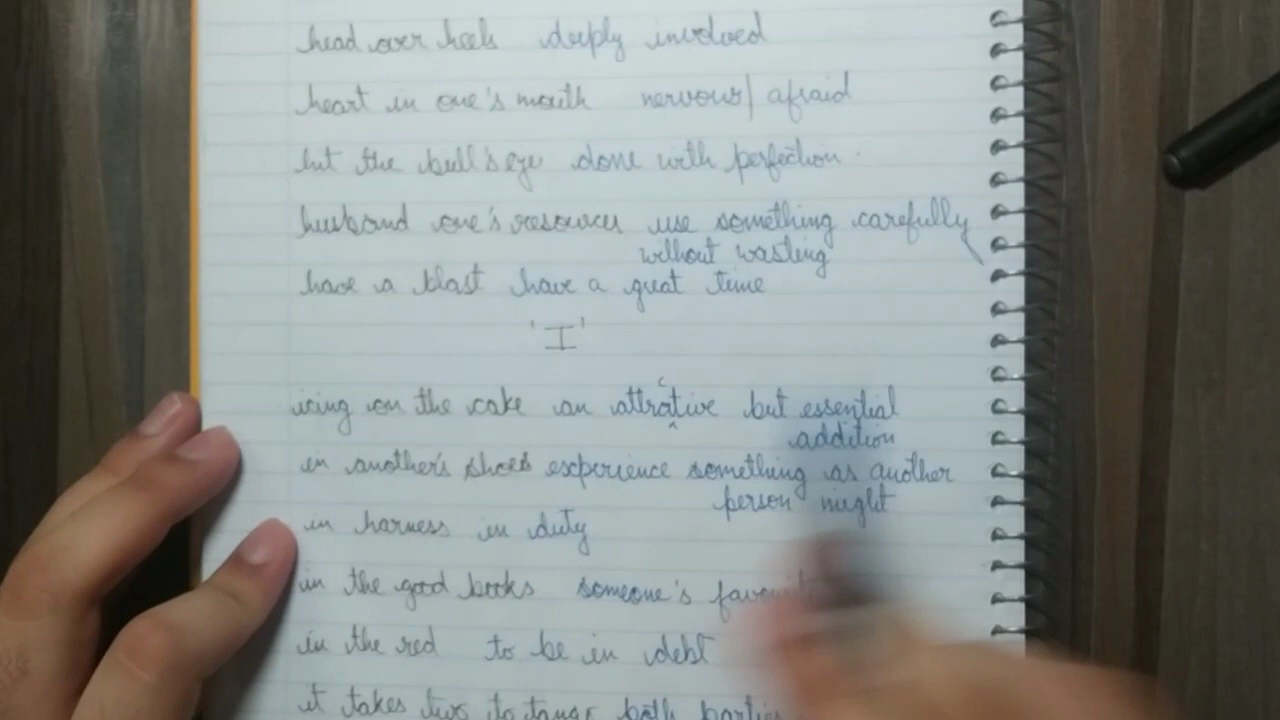 head over heels deeply involved
heart in one's mouth nervous/afraid
hit the bull's eye done with perfection.
husband one's resources use something carefully
without wasting
have a blast have a great time
'I'
icing on the cake an attractive but essential
addition
in another's shoes experience something as another
person might
in harness in duty
in the good books someone's
in the red to be in debt
it takes two to tango both